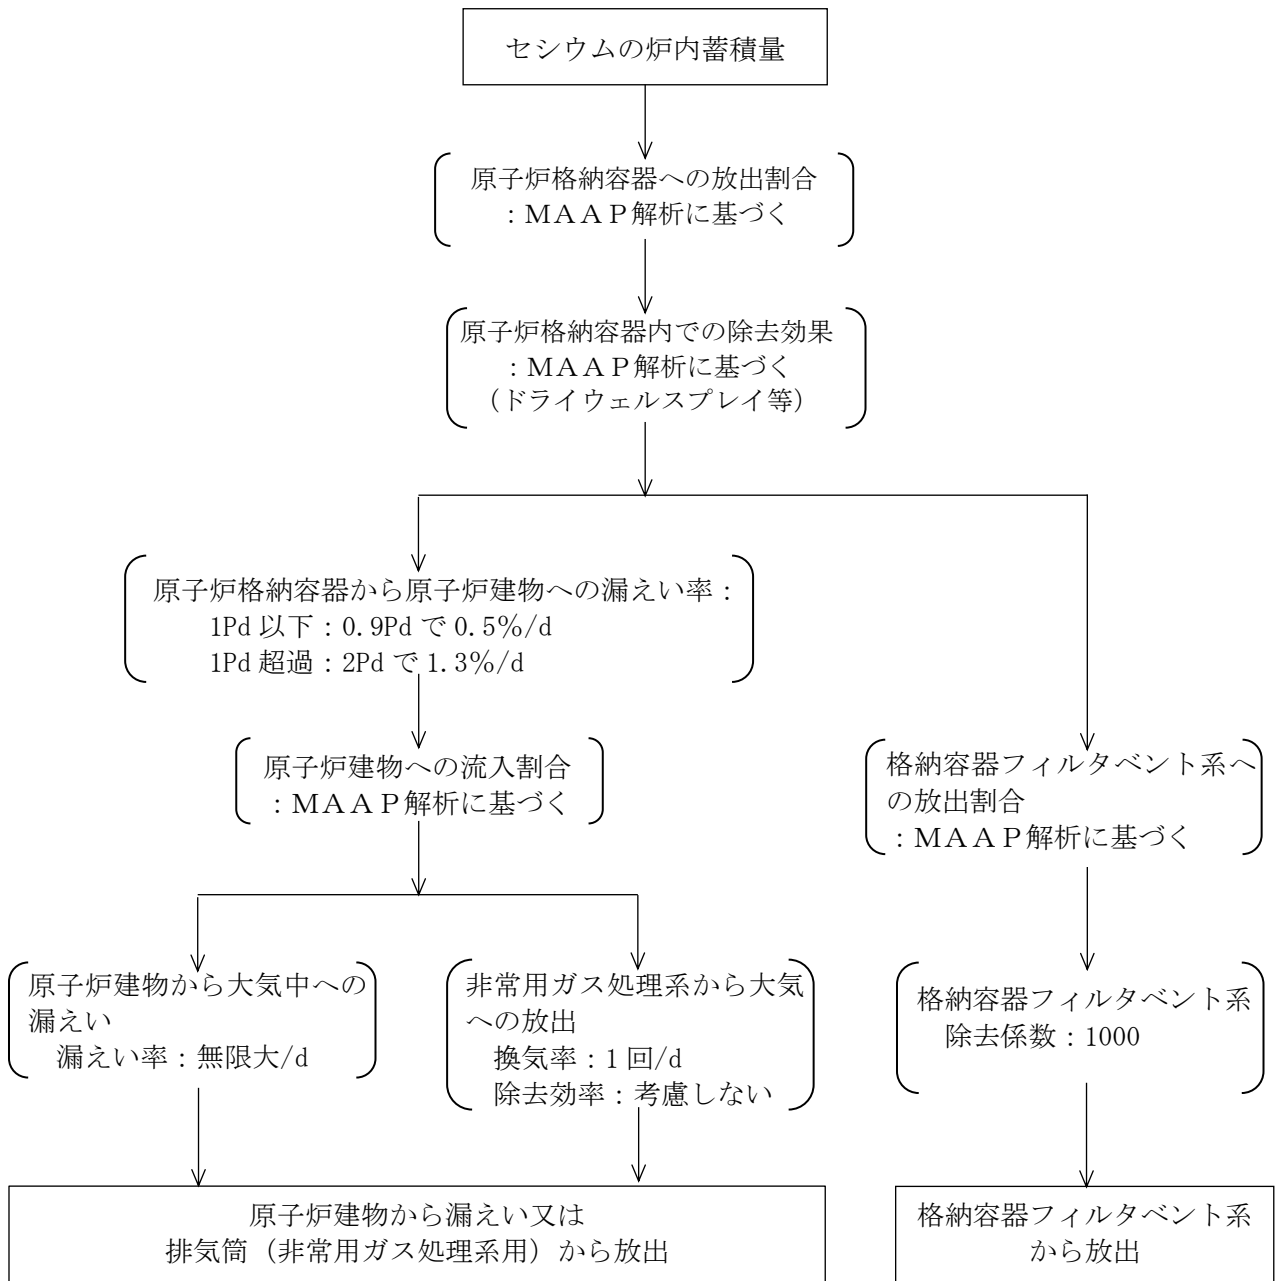 セシウムの炉内蓄積量
原子炉格納容器への放出割合
：ＭＡＡＰ解析に基づく
原子炉格納容器内での除去効果
：ＭＡＡＰ解析に基づく
（ドライウェルスプレイ等）
原子炉格納容器から原子炉建物への漏えい率：
1Pd 以下：0.9Pd で 0.5%/d
1Pd 超過：2Pd で 1.3%/d
原子炉建物への流入割合
：ＭＡＡＰ解析に基づく
格納容器フィルタベント系へ
の放出割合
：ＭＡＡＰ解析に基づく
原子炉建物から大気中への
漏えい
漏えい率：無限大/d
非常用ガス処理系から大気
への放出
換気率：1 回/d
除去効率：考慮しない
格納容器フィルタベント系
除去係数：1000
原子炉建物から漏えい又は
排気筒（非常用ガス処理系用）から放出
格納容器フィルタベント系
から放出